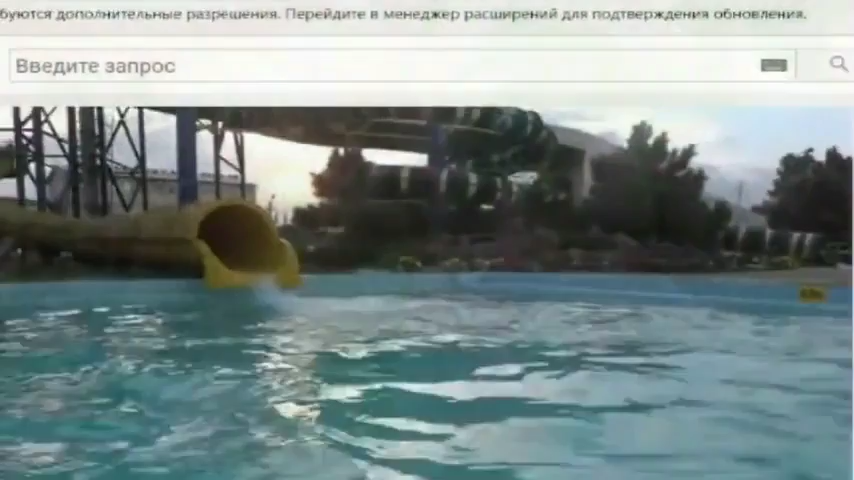 буются дополнительные разрешения. Перейдите в менеджер расширений для подтверждения обновления.
Введите запрос